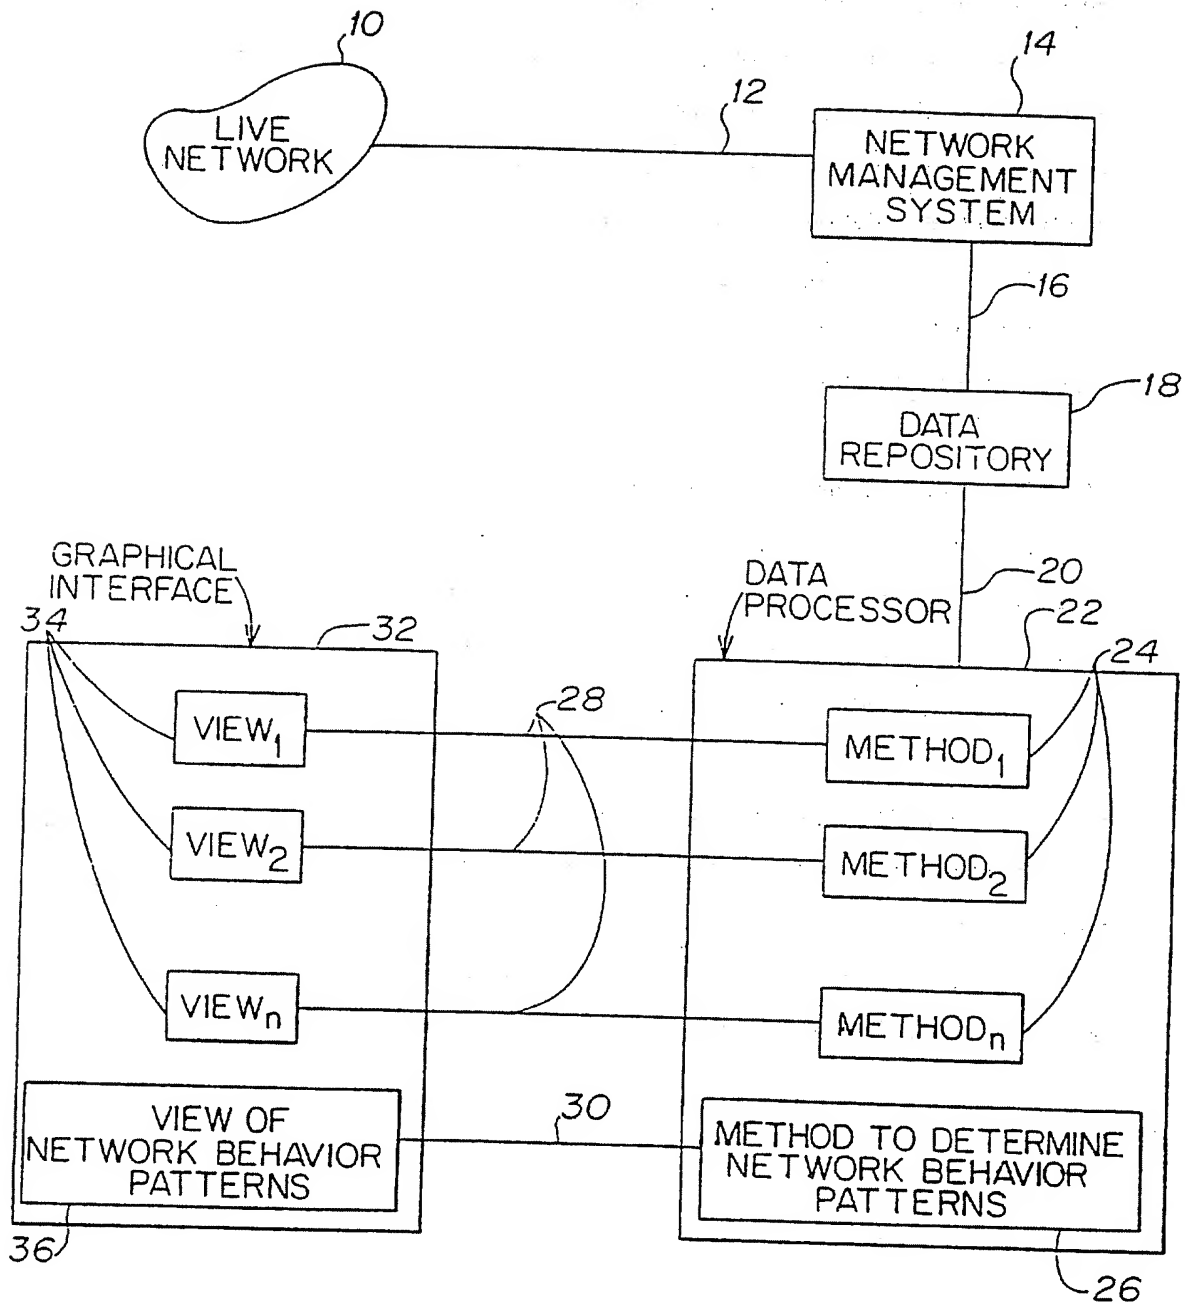 10
LIVE
NETWORK
12
14
NETWORK
MANAGEMENT
SYSTEM
16
18
DATA
REPOSITORY
20
GRAPHICAL
INTERFACE
DATA
PROCESSOR
22
24
34
32
28
VIEW1
METHOD1
VIEW2
METHOD2
VIEWn
METHODn
30
VIEW OF
NETWORK BEHAVIOR
PATTERNS
METHOD TO DETERMINE
NETWORK BEHAVIOR
PATTERNS
36
26